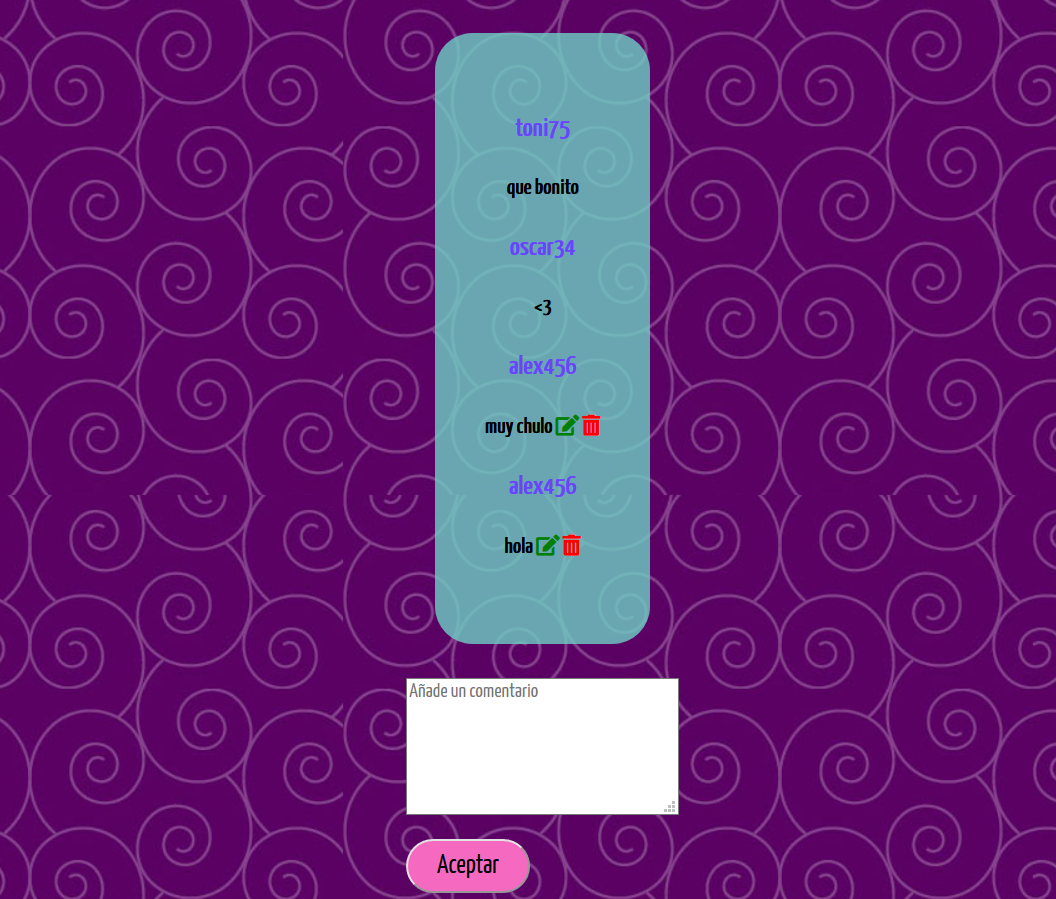 toni75
que bonito
oscar34
<3
alex456
muy chulo
alex456
hola
Añade un comentario
Aceptar